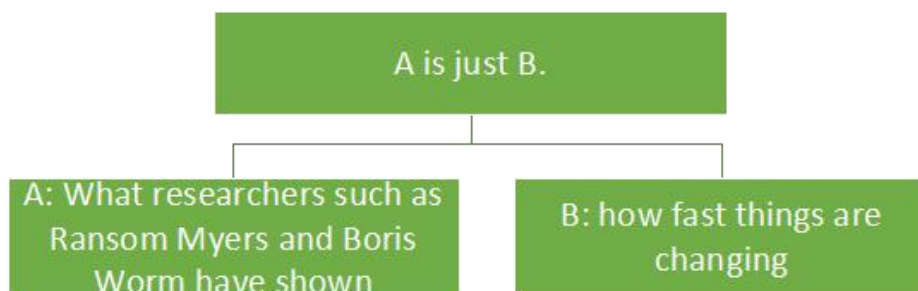 A is just B.
A: What researchers such as
Ransom Myers and Boris
Worm have shown
B: how fast things are
changing